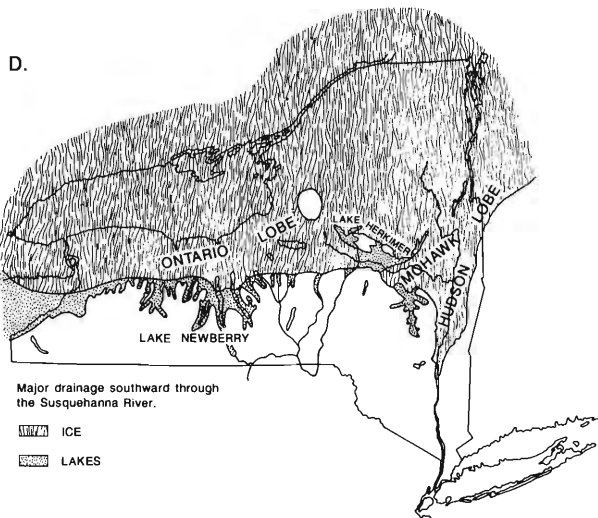 D.
LAKE
HERKIMER
ONTARIO
LOBE
MOHAWK
HUDSON
LOBE
LAKE NEWBERRY
Major drainage southward through
the Susquehanna River.
ICE
LAKES